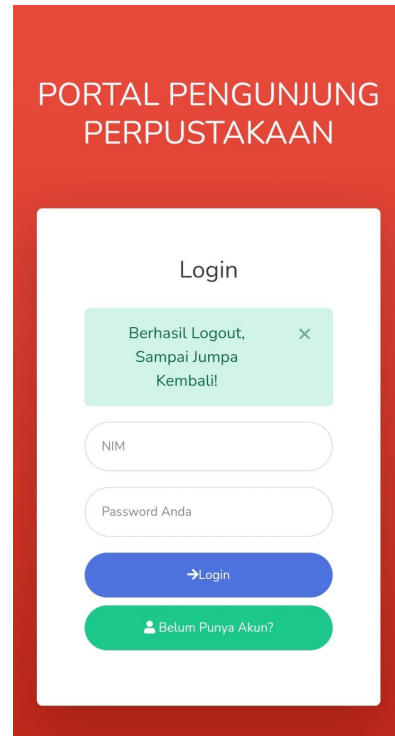 PORTAL PENGUNJUNG
PERPUSTAKAAN
Login
Berhasil Logout,
Sampai Jumpa
Kembali!
×
NIM
Password Anda
Login
Belum Punya Akun?